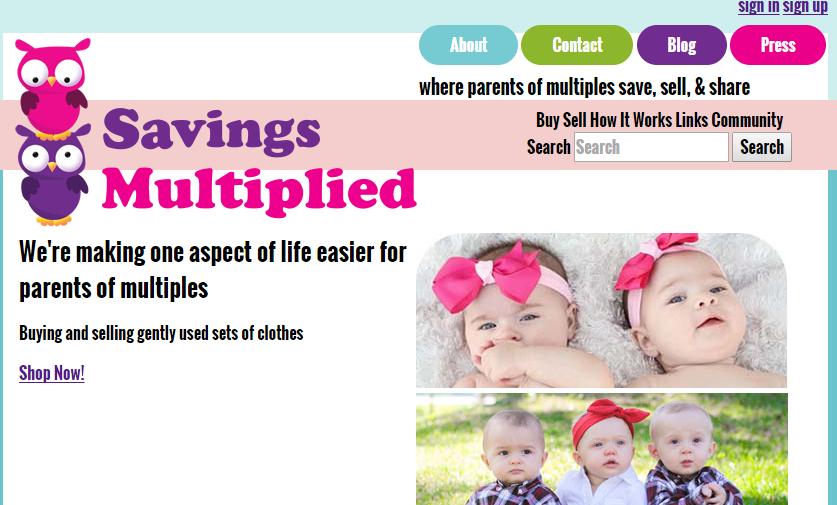 sign in sign up
About Contact Blog Press
where parents of multiples save, sell, & share
Buy Sell How It Works Links Community
Search Search Search
Savings
Multiplied
We're making one aspect of life easier for
parents of multiples
Buying and selling gently used sets of clothes
Shop Now!